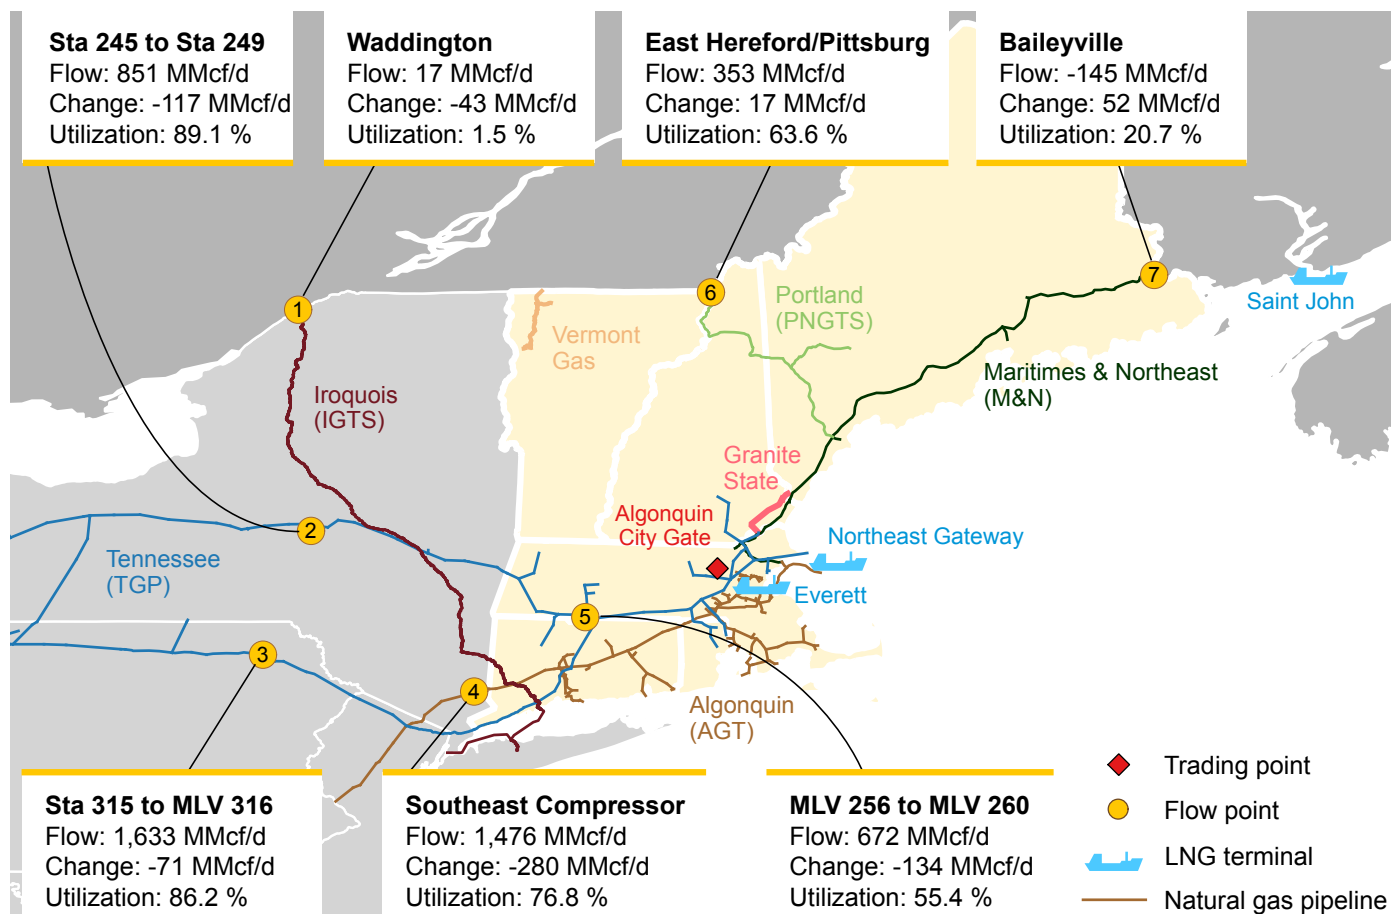 Sta 245 to Sta 249
Flow: 851 MMcf/d
Change: -117 MMcf/d
Utilization: 89.1 %
Waddington
Flow: 17 MMcf/d
Change: -43 MMcf/d
Utilization: 1.5 %
East Hereford/Pittsburg
Flow: 353 MMcf/d
Change: 17 MMcf/d
Utilization: 63.6 %
Baileyville
Flow: -145 MMcf/d
Change: 52 MMcf/d
Utilization: 20.7 %
1
6
7
Portland
(PNGTS)
Saint John
Vermont
Gas
Maritimes & Northeast
(M&N)
Iroquois
(IGTS)
Granite
State
Algonquin
City Gate
2
Northeast Gateway
Tennessee
(TGP)
Everett
5
3
4
Algonquin
(AGT)
Sta 315 to MLV 316
Flow: 1,633 MMcf/d
Change: -71 MMcf/d
Utilization: 86.2 %
Southeast Compressor
Flow: 1,476 MMcf/d
Change: -280 MMcf/d
Utilization: 76.8 %
MLV 256 to MLV 260
Flow: 672 MMcf/d
Change: -134 MMcf/d
Utilization: 55.4 %
Trading point
Flow point
LNG terminal
Natural gas pipeline